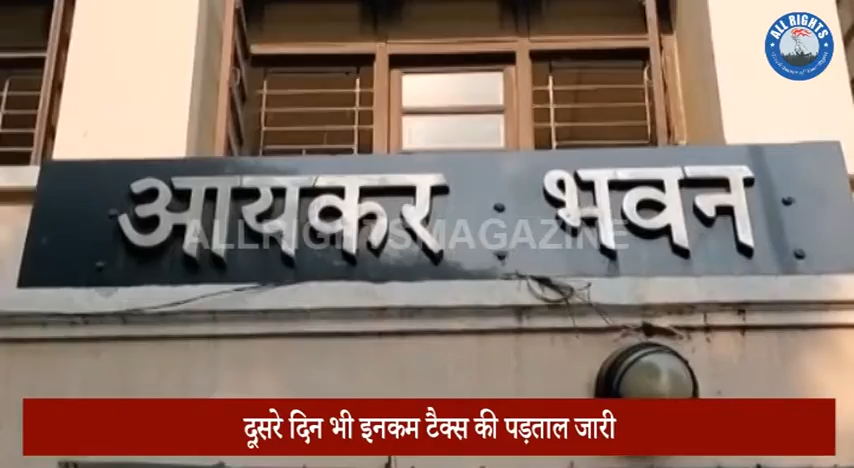 ALL RIGHTS
आयकर भवन
ALLRIGHTSMAGAZINE
दूसरे दिन भी इनकम टैक्स की पड़ताल जारी